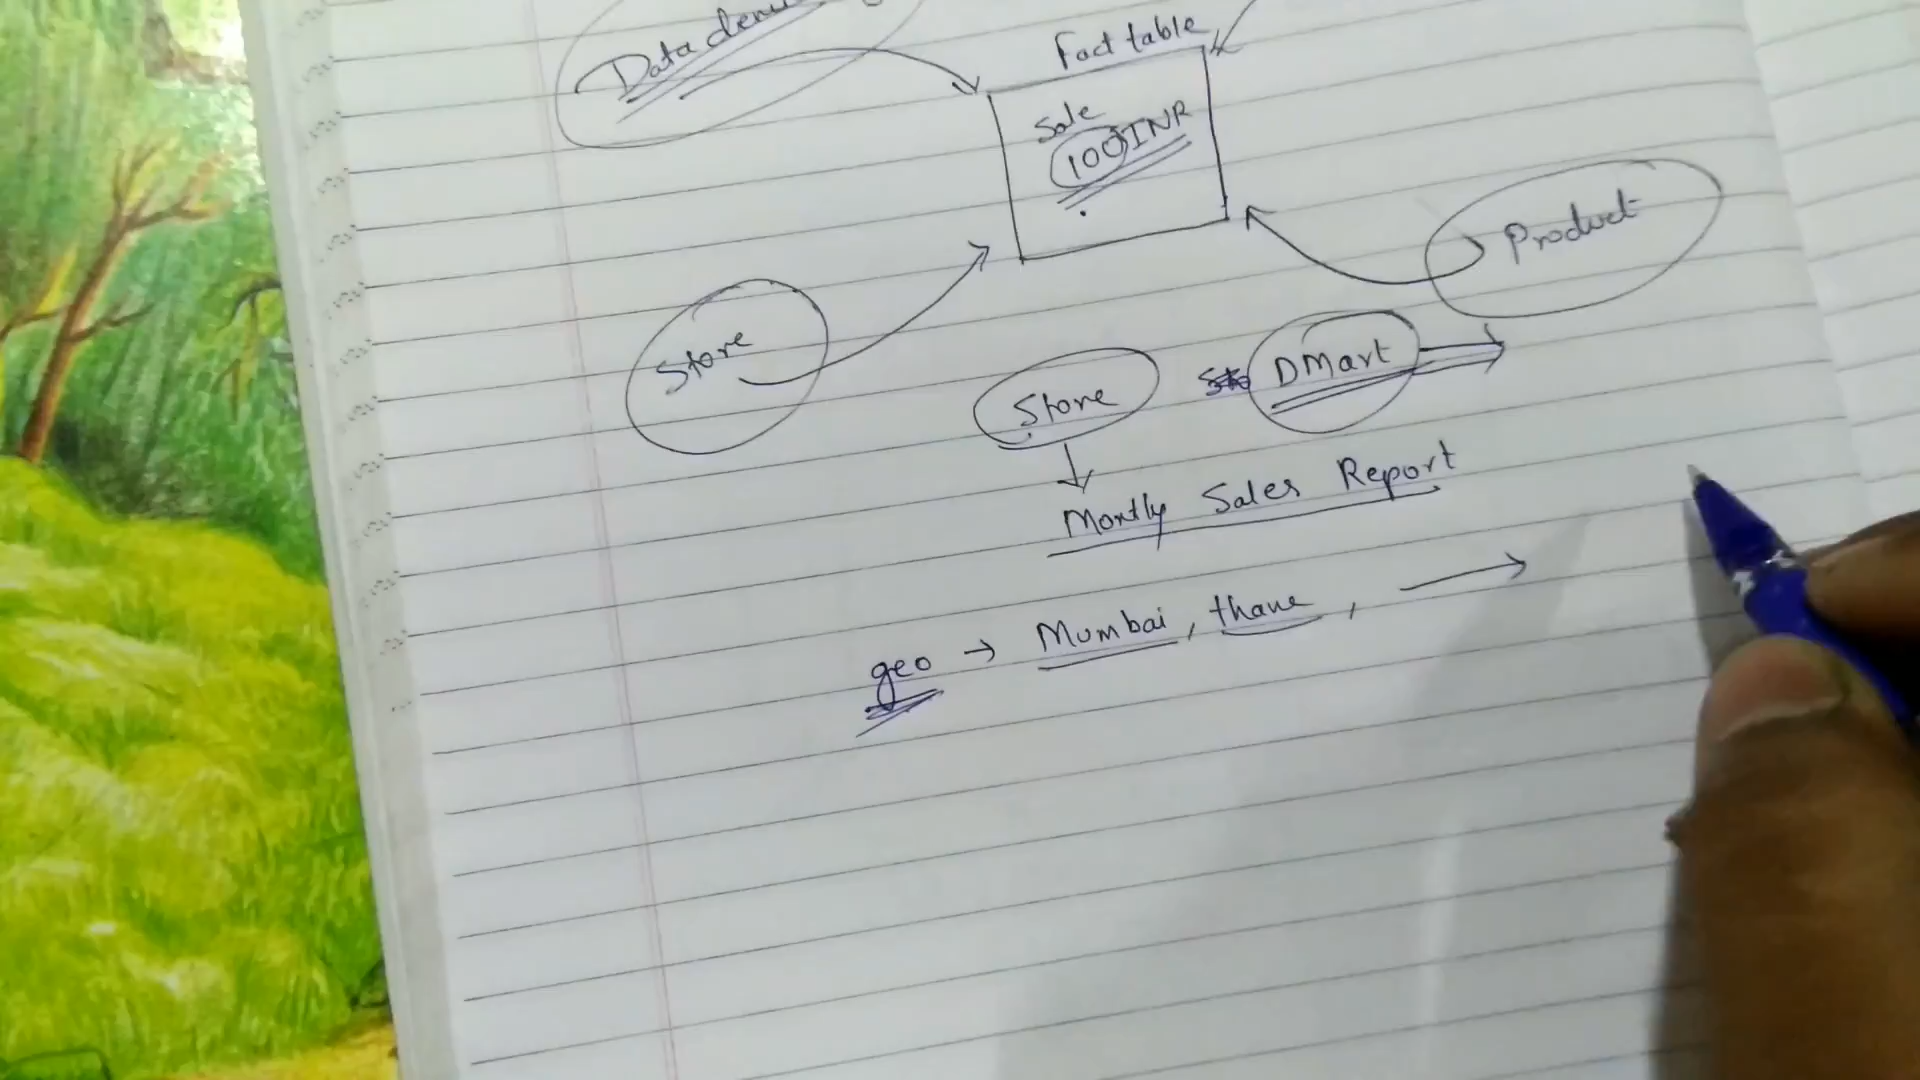 Data
Fact table
Sale
100 INR
Product
Store
Store
DMart
Montly Sales Report
geo → Mumbai, thane,